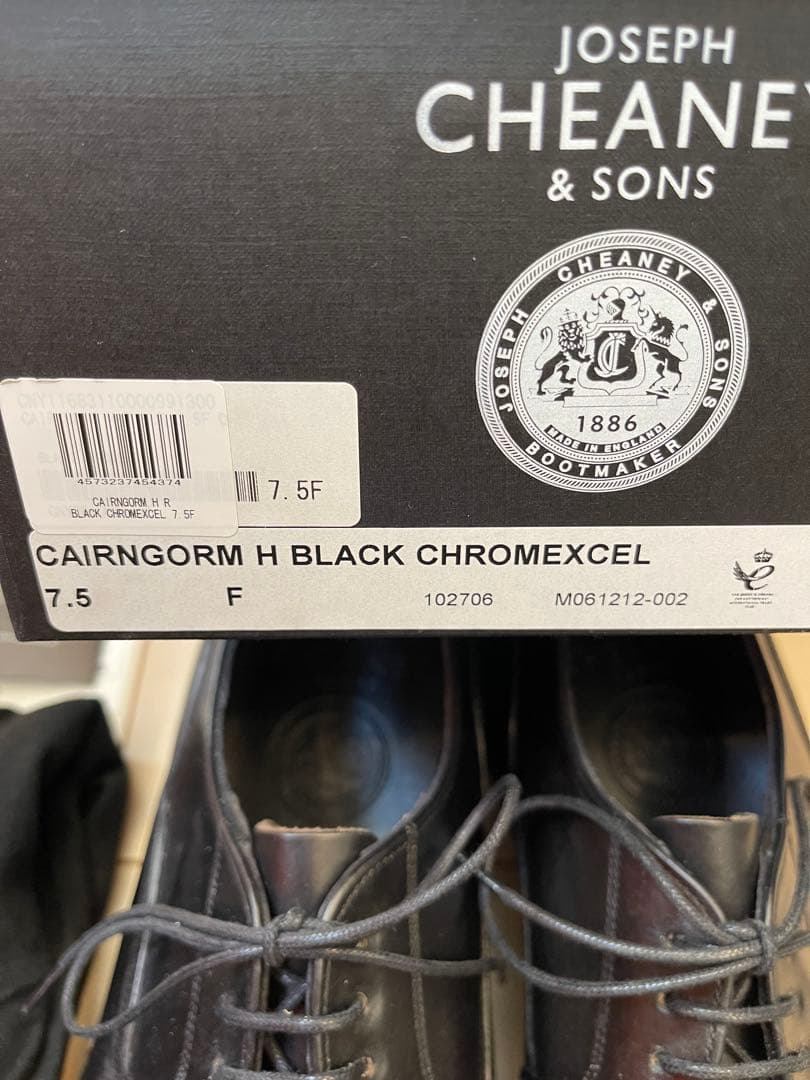 JOSEPH
CHEANEY
& SONS
JOSEPH CHEANEY & SONS
1886
MADE IN ENGLAND
BOOTMAKER
CNY1168311000991300
4573237454374
7.5F
CAIRNGORM H R
BLACK CHROMEXCEL 7.5F
CAIRNGORM H BLACK CHROMEXCEL
7.5 F 102706 M061212-002